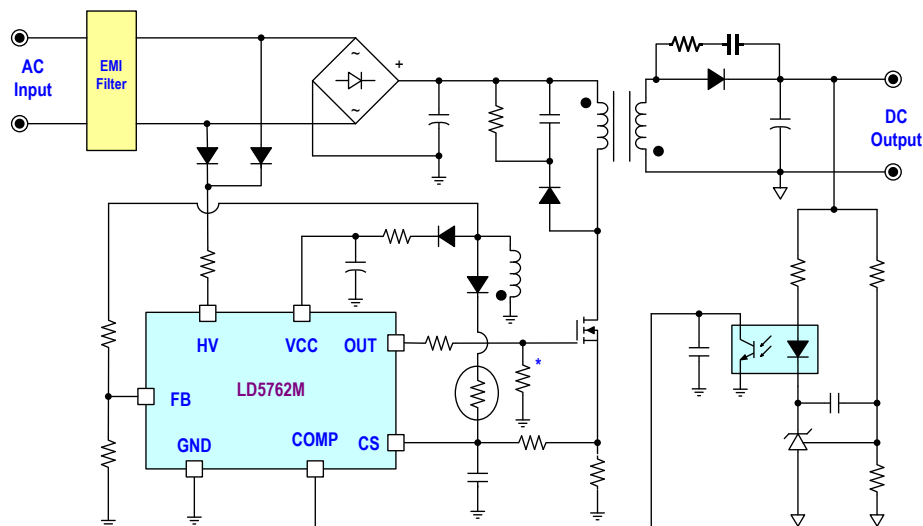 AC
Input
EMI
Filter
~
+
~
DC
Output
HV
VCC
OUT
*
LD5762M
FB
GND
COMP
CS